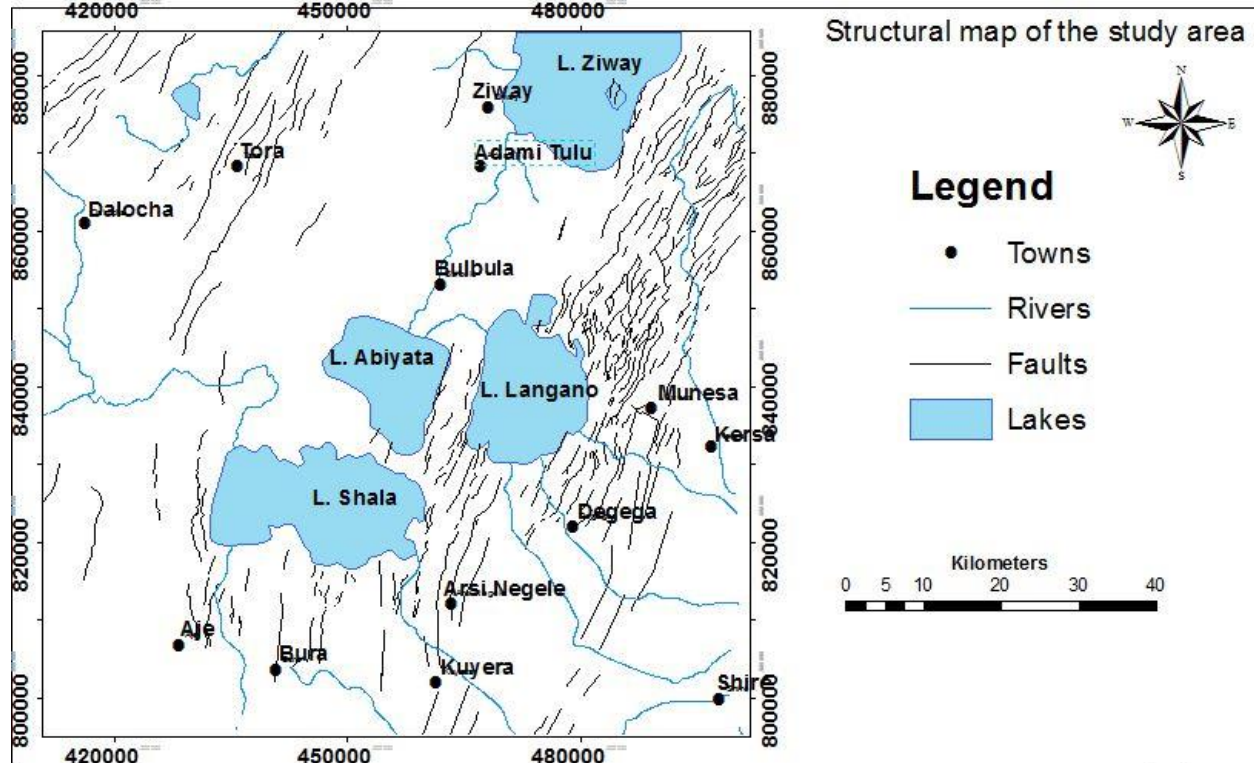 420000 450000 480000
Structural map of the study area
880000
880000
L. Ziway
Ziway
N
W
E
S
Tora
Adami Tulu
Legend
Dalocha
Towns
860000
860000
Bulbula
Rivers
L. Abiyata
L. Langano
Faults
840000
840000
Munesa
Lakes
Kersa
L. Shala
Degega
820000
820000
Kilometers
0 5 10 20 30 40
Arsi Negele
Aje
Bura
Kuyera
Shire
800000
800000
420000 450000 480000